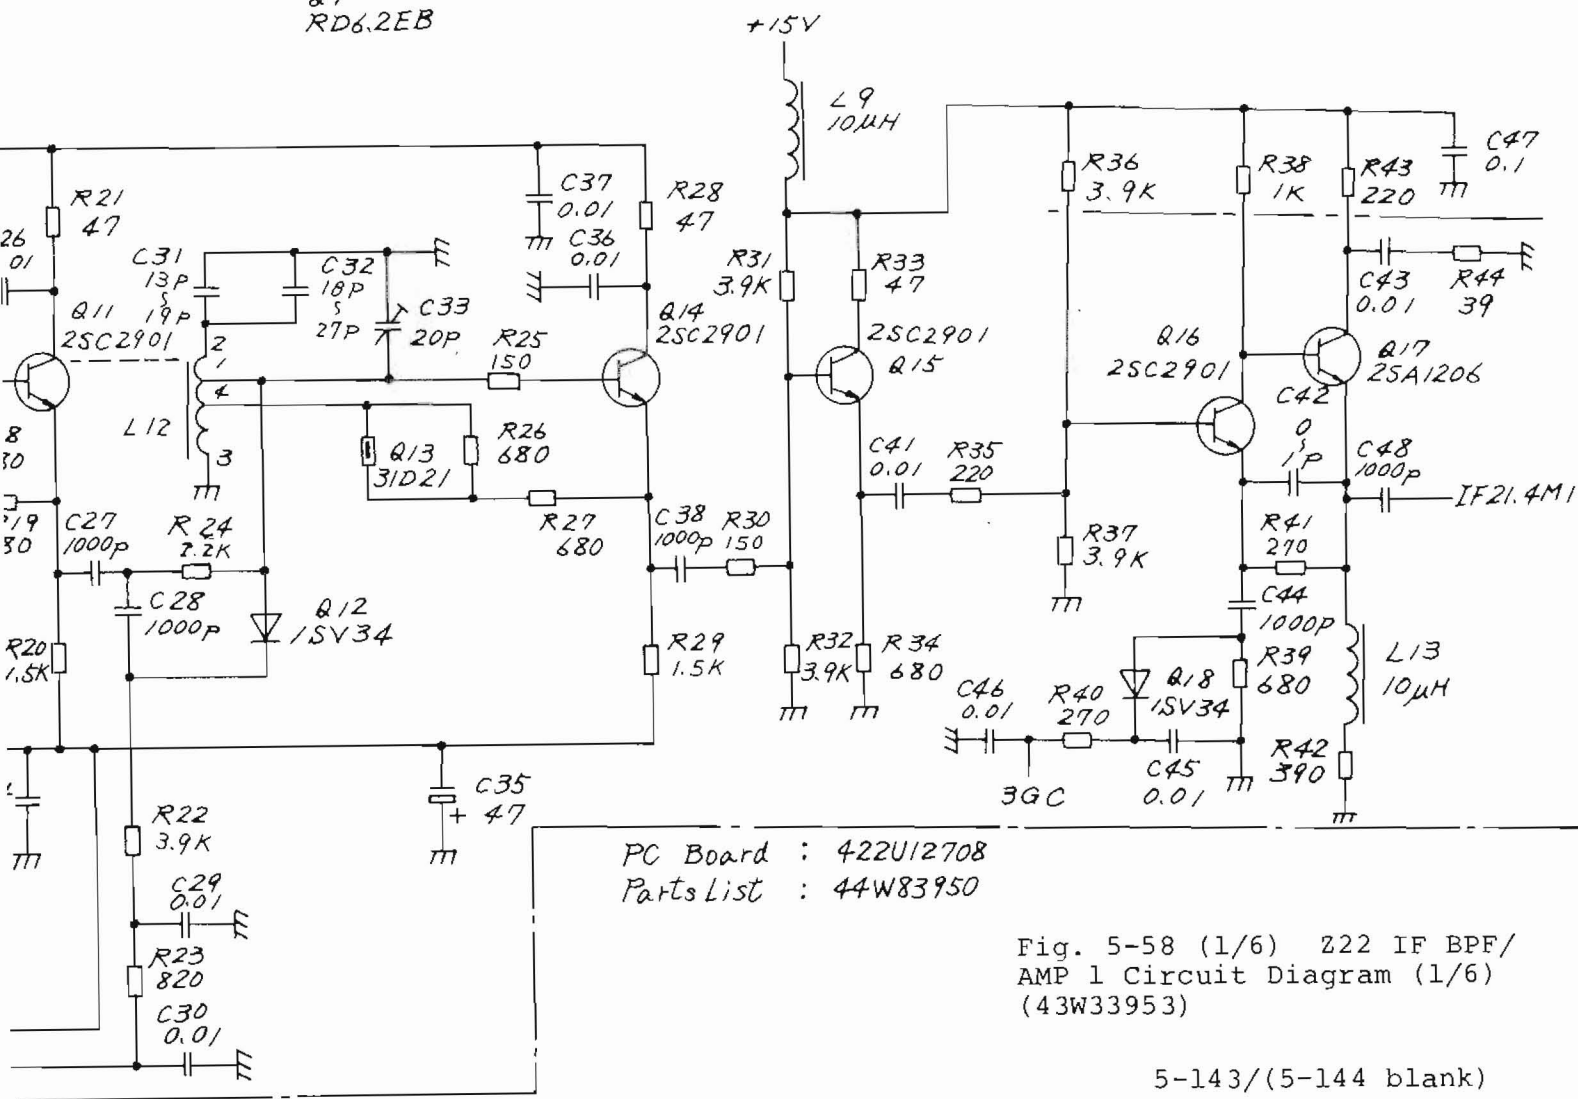 RD6.2EB
+15V
L9
10μH
R21
47
C31
13P
~
19P
C32
18P
~
27P
C33
20P
C37
0.01
C36
0.01
R28
47
Q11
2SC2901
2
1
4
3
L12
R25
150
Q14
2SC2901
Q13
31D21
R26
680
R27
680
R31
3.9K
R33
47
2SC2901
Q15
C41
0.01
R35
220
R36
3.9K
R38
1K
R43
220
C47
0.1
C43
0.01
R44
39
Q16
2SC2901
Q17
2SA1206
C42
0
~
1P
C48
1000p
IF21.4M
R41
270
R37
3.9K
C44
1000P
C27
1000p
R24
2.2K
C28
1000p
Q12
1SV34
R20
1.5K
C38
1000p
R30
150
R29
1.5K
R32
3.9K
R34
680
C46
0.01
R40
270
Q18
1SV34
R39
680
L13
10μH
C45
0.01
R42
390
3GC
C35
+ 47
R22
3.9K
C29
0.01
R23
820
C30
0.01
PC Board : 422U12708
Parts List : 44W83950
Fig. 5-58 (1/6) Z22 IF BPF/
AMP 1 Circuit Diagram (1/6)
(43W33953)
5-143/(5-144 blank)